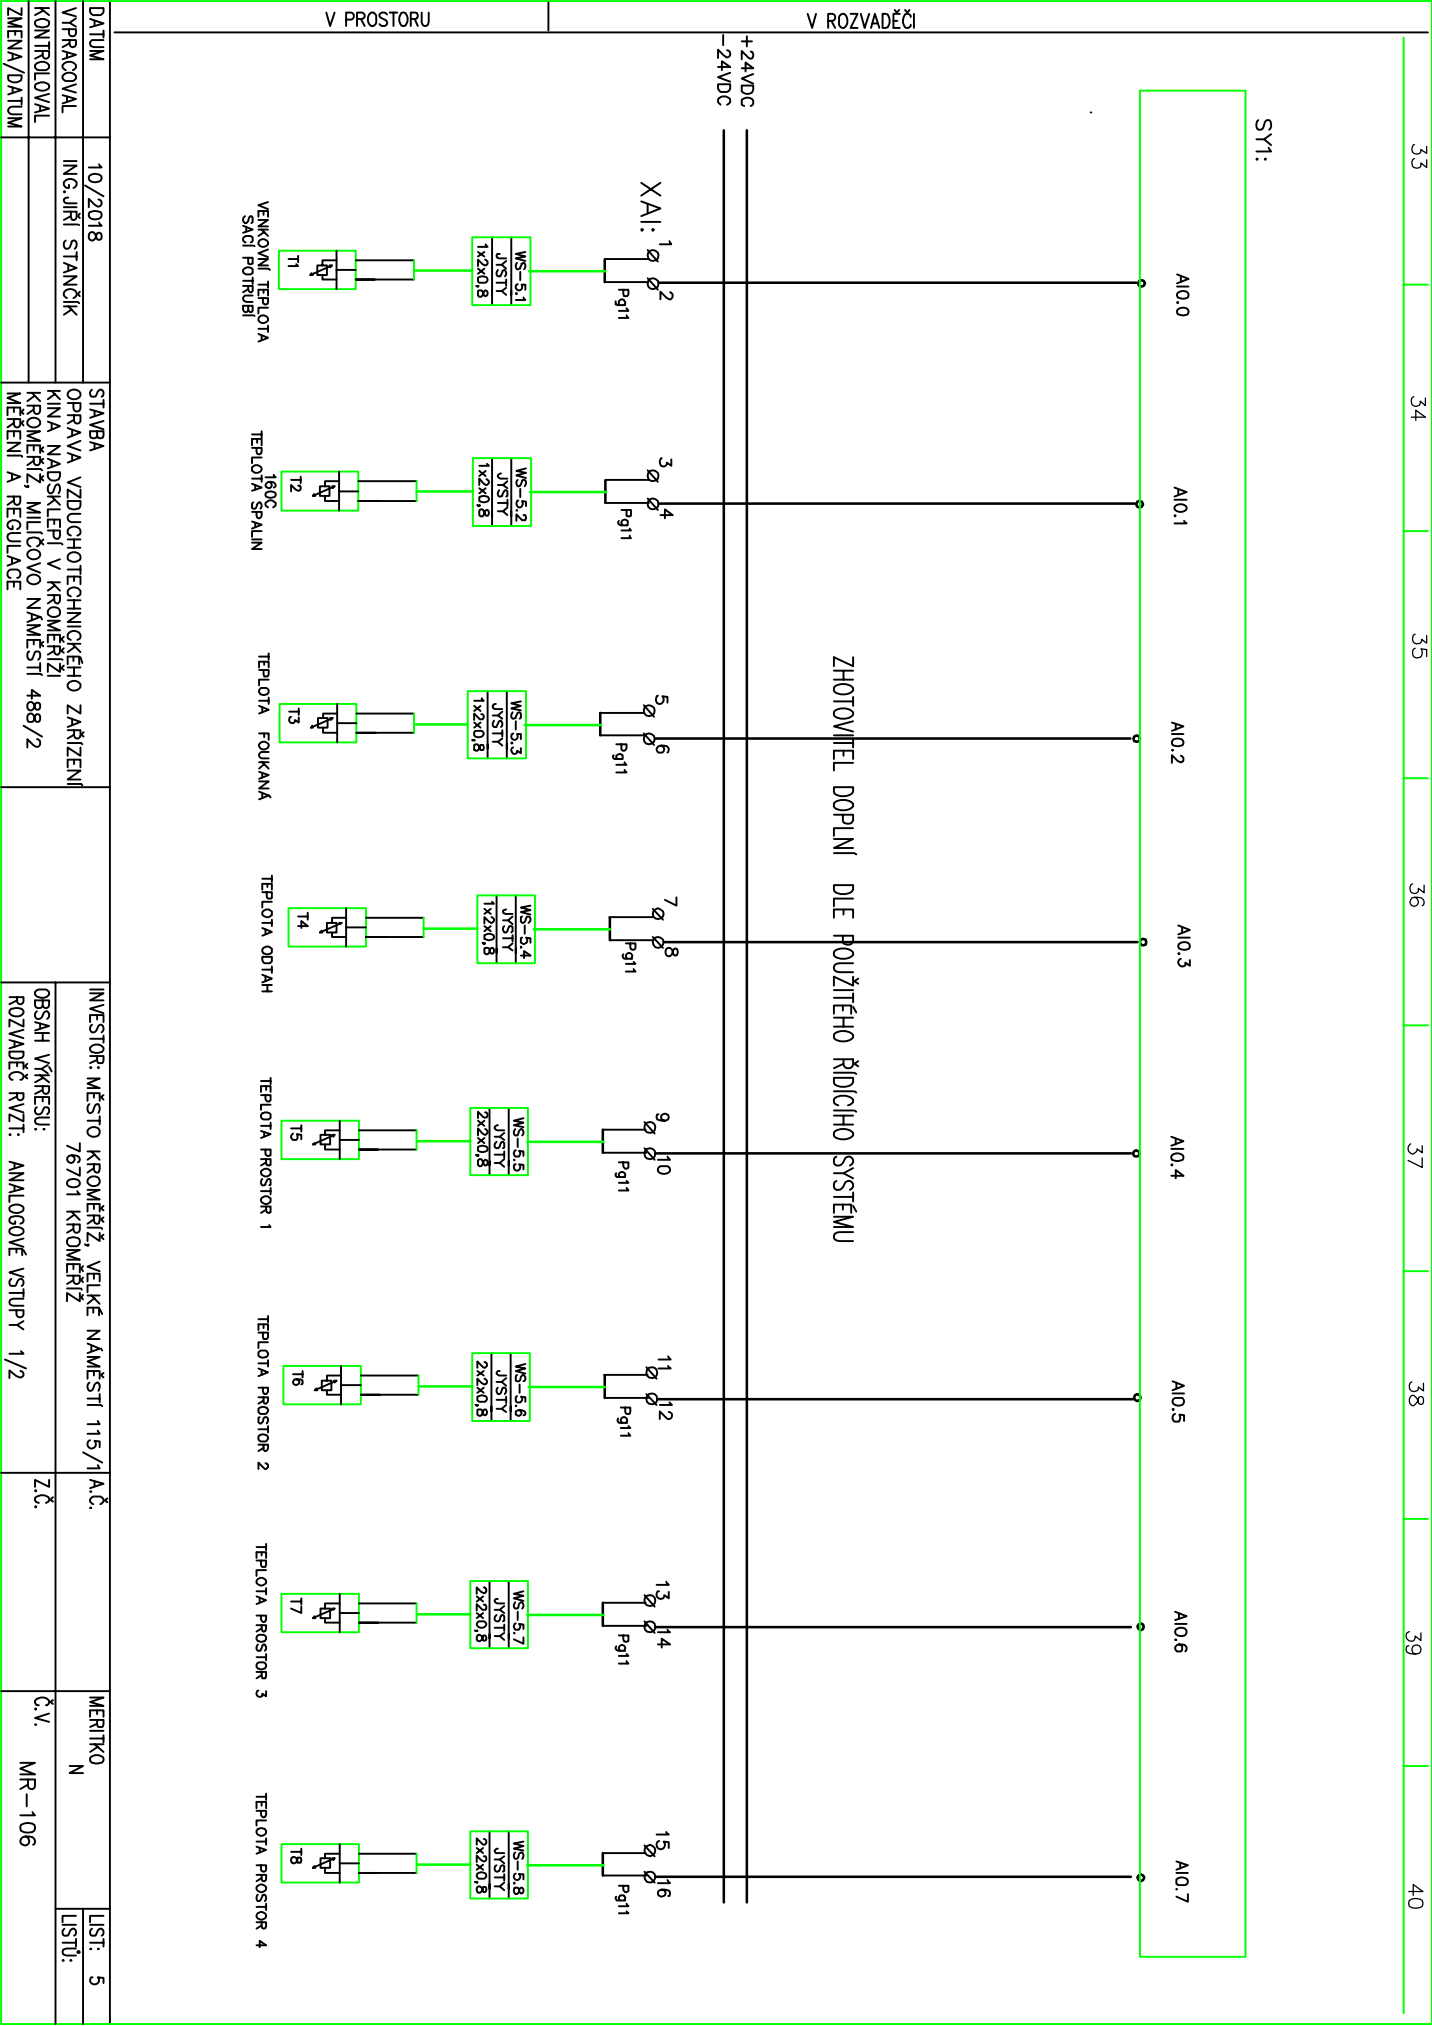 33 34 35 36 37 38 39 40
SY1:
AI0.0 AI0.1 AI0.2 AI0.3 AI0.4 AI0.5 AI0.6 AI0.7
V ROZVADĚČI
ZHOTOVITEL DOPLNÍ DLE POUŽITÉHO ŘÍDÍCÍHO SYSTÉMU
+24VDC
-24VDC
XAI: 1 2 3 4 5 6 7 8 9 10 11 12 13 14 15 16
Pg11 Pg11 Pg11 Pg11 Pg11 Pg11 Pg11 Pg11
V PROSTORU
WS-5.1 WS-5.2 WS-5.3 WS-5.4 WS-5.5 WS-5.6 WS-5.7 WS-5.8
JYSTY JYSTY JYSTY JYSTY JYSTY JYSTY JYSTY JYSTY
1x2x0,8 1x2x0,8 1x2x0,8 1x2x0,8 2x2x0,8 2x2x0,8 2x2x0,8 2x2x0,8
T1 T2 T3 T4 T5 T6 T7 T8
VENKOVNÍ TEPLOTA
SACÍ POTRUBÍ
160C
TEPLOTA SPALIN
TEPLOTA FOUKANÁ
TEPLOTA ODTAH
TEPLOTA PROSTOR 1
TEPLOTA PROSTOR 2
TEPLOTA PROSTOR 3
TEPLOTA PROSTOR 4
DATUM 10/2018
VYPRACOVAL ING.JIŘÍ STANČÍK
KONTROLOVAL
ZMENA/DATUM
STAVBA
OPRAVA VZDUCHOTECHNICKÉHO ZAŘÍZENÍ
KINA NADSKLEPÍ V KROMĚŘÍŽI
KROMĚŘÍŽ, MILÍČOVO NÁMĚSTÍ 488/2
MĚŘENÍ A REGULACE
INVESTOR: MĚSTO KROMĚŘÍŽ, VELKÉ NÁMĚSTÍ 115/1
76701 KROMĚŘÍŽ
OBSAH VÝKRESU:
ROZVADĚČ RVZT: ANALOGOVÉ VSTUPY 1/2
A.Č.
Z.Č.
MERITKO
N
Č.V. MR-106
LIST: 5
LISTŮ: